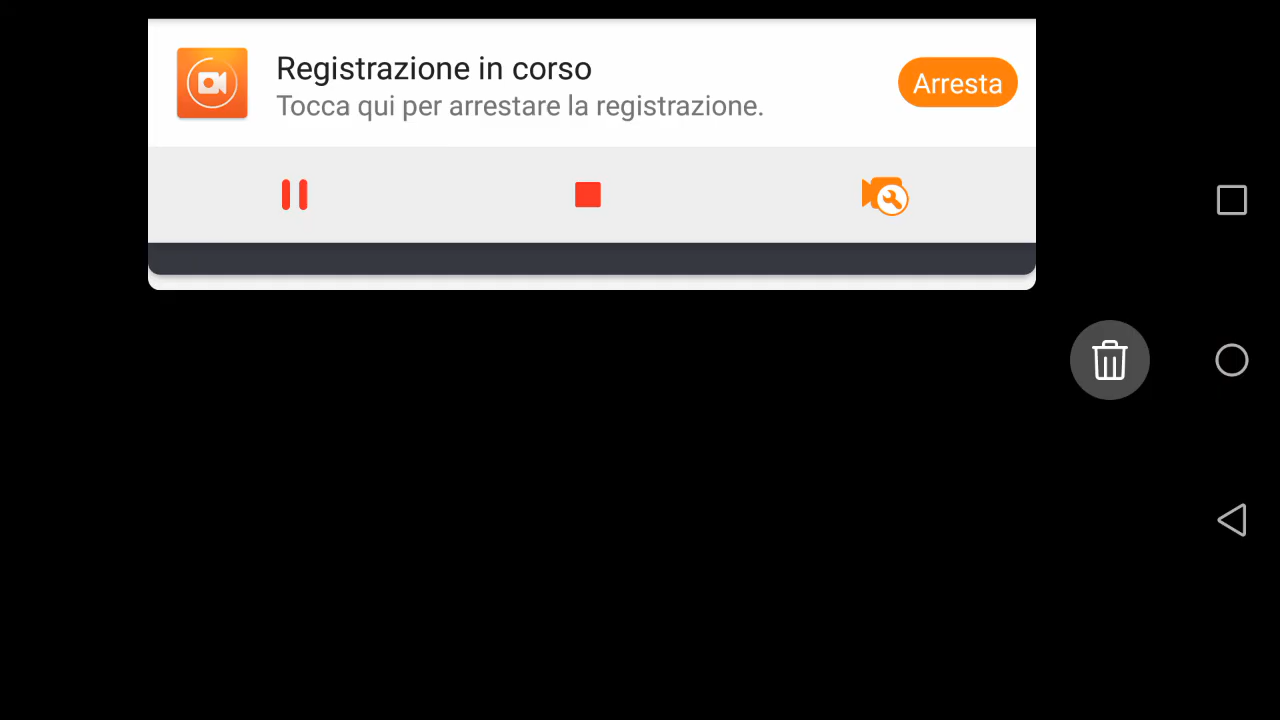 Registrazione in corso
Tocca qui per arrestare la registrazione.
Arresta